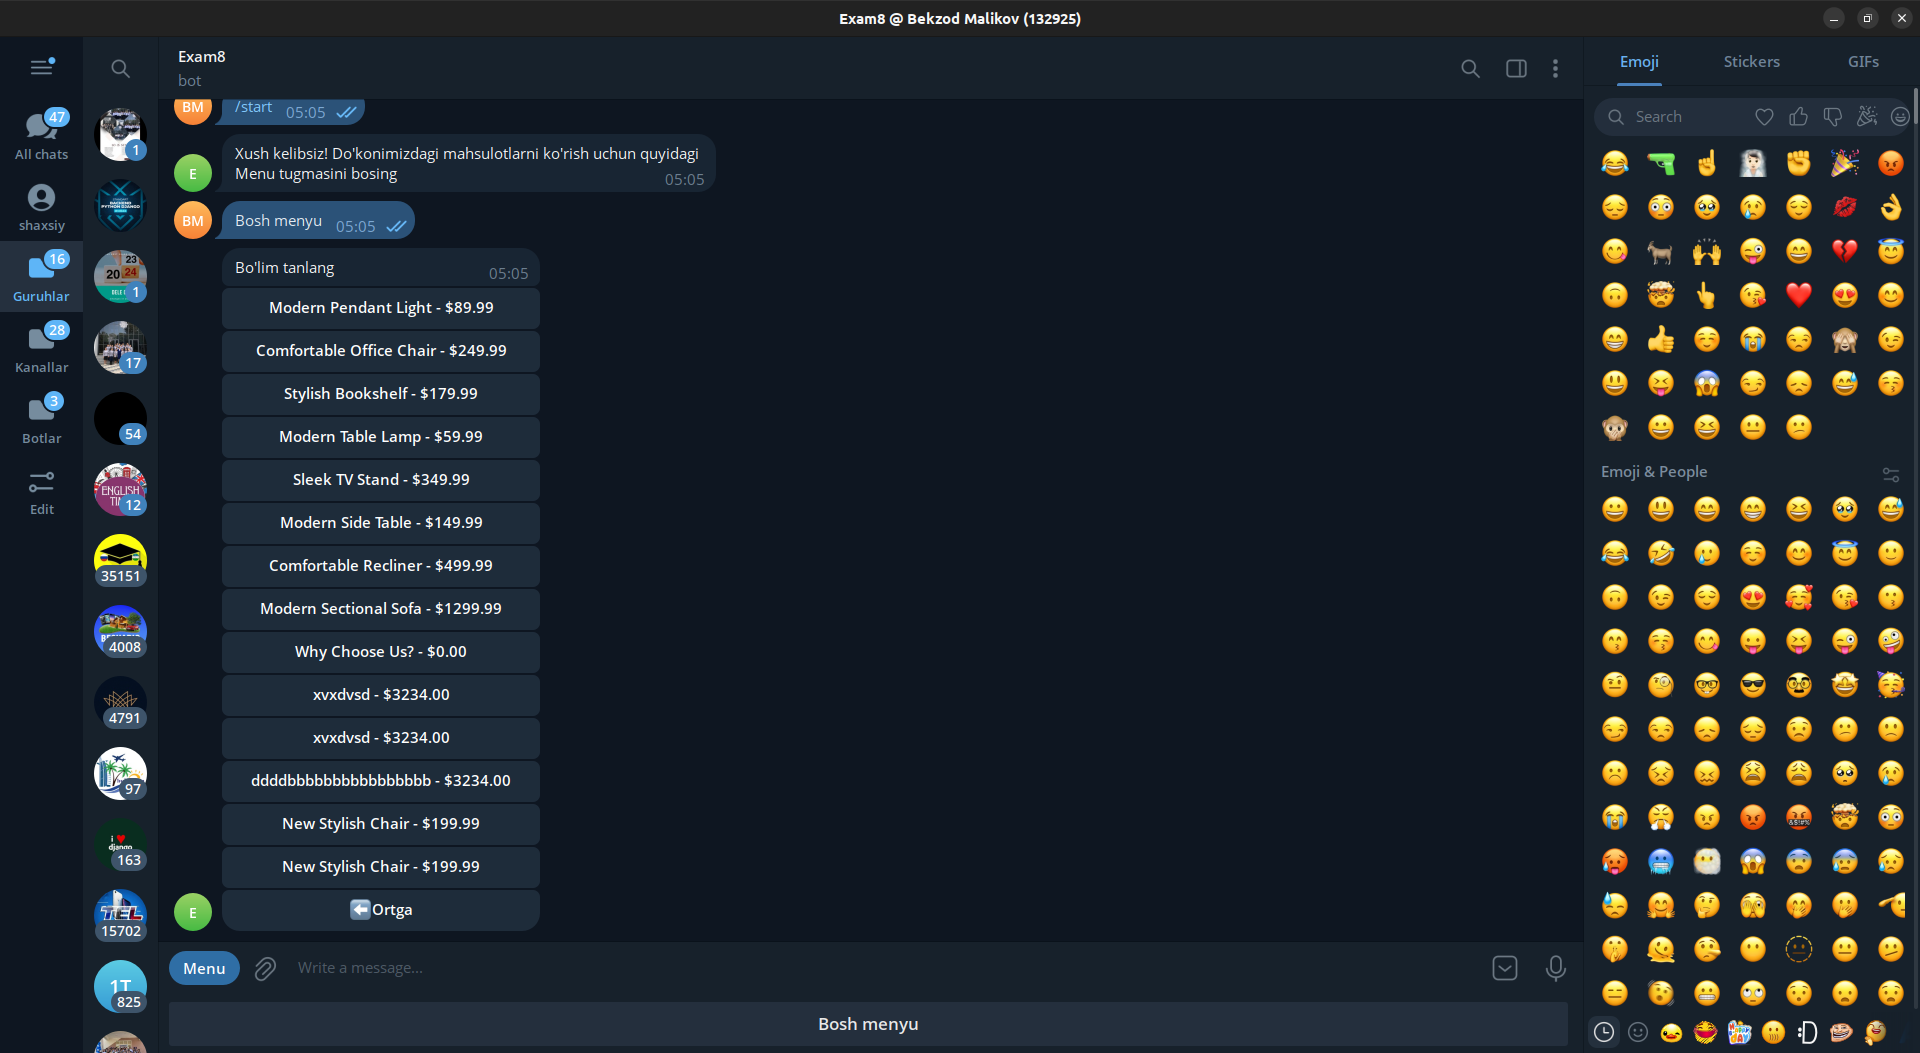 Exam8 @ Bekzod Malikov (132925)
47
All chats
shaxsiy
16
Guruhlar
28
Kanallar
3
Botlar
Edit
1
1
17
54
ENGLISH
12
35151
4008
4791
97
i
django
163
TEL
15702
1T
825
Exam8
bot
BM
/start 05:05
E
Xush kelibsiz! Do'konimizdagi mahsulotlarni ko'rish uchun quyidagi
Menu tugmasini bosing 05:05
BM
Bosh menyu 05:05
Bo'lim tanlang 05:05
Modern Pendant Light - $89.99
Comfortable Office Chair - $249.99
Stylish Bookshelf - $179.99
Modern Table Lamp - $59.99
Sleek TV Stand - $349.99
Modern Side Table - $149.99
Comfortable Recliner - $499.99
Modern Sectional Sofa - $1299.99
Why Choose Us? - $0.00
xvxdvsd - $3234.00
xvxdvsd - $3234.00
ddddbbbbbbbbbbbbbbbb - $3234.00
New Stylish Chair - $199.99
New Stylish Chair - $199.99
E
⬅Ortga
Menu
Write a message...
Bosh menyu
Emoji Stickers GIFs
Search
Emoji & People